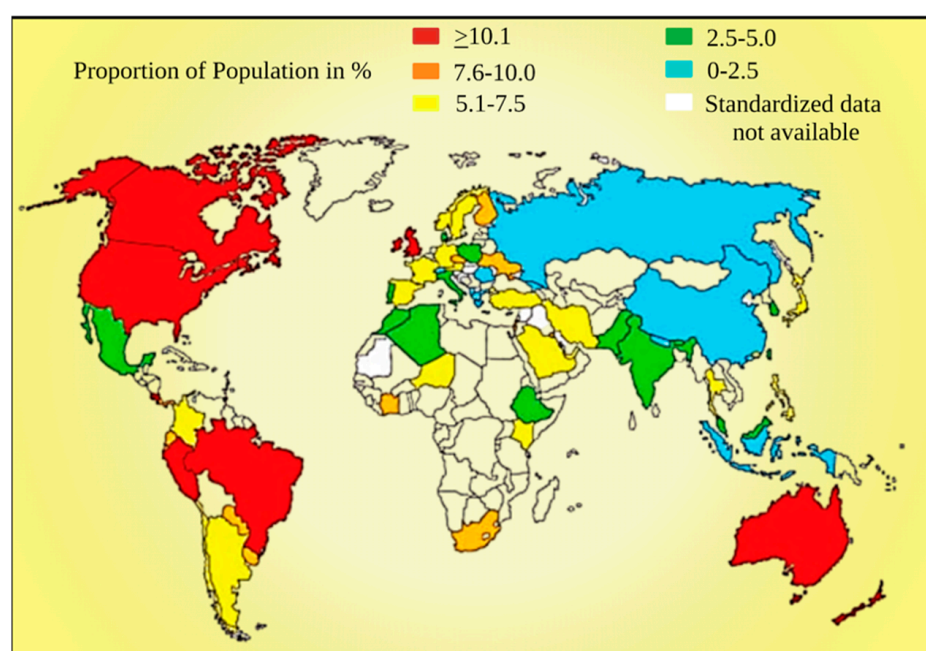 Proportion of Population in %
≥10.1
7.6-10.0
5.1-7.5
2.5-5.0
0-2.5
Standardized data
not available